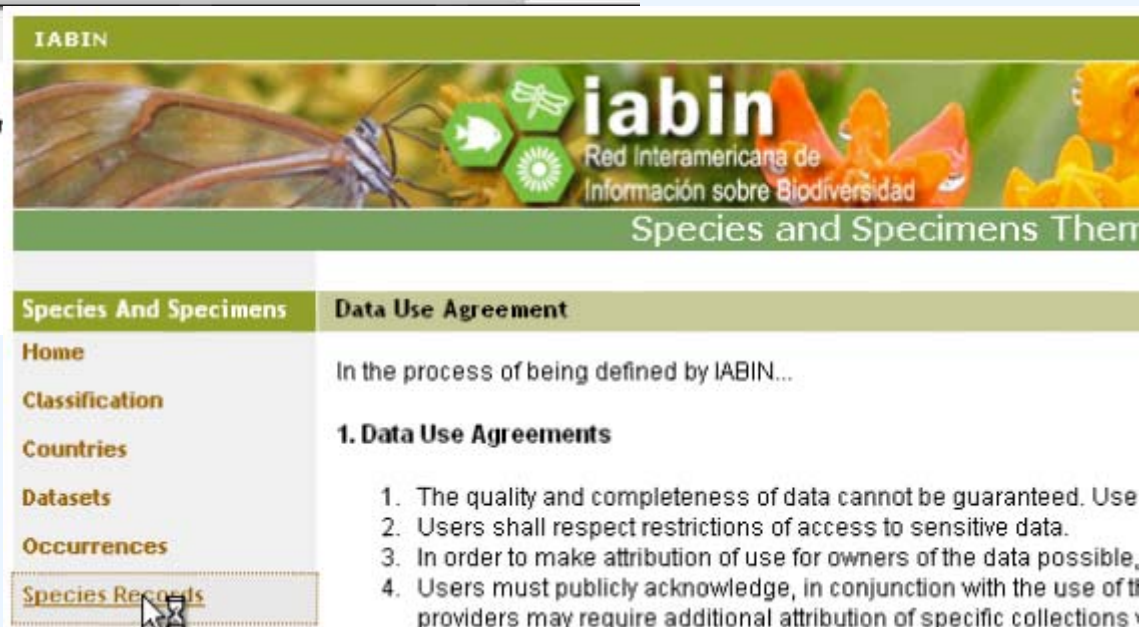 IABIN
iabin
Red Interamericana de
Información sobre Biodiversidad
Species and Specimens Them
Species And Specimens
Home
Classification
Countries
Datasets
Occurrences
Species Records
Data Use Agreement
In the process of being defined by IABIN...
1. Data Use Agreements
1. The quality and completeness of data cannot be guaranteed. Use
2. Users shall respect restrictions of access to sensitive data.
3. In order to make attribution of use for owners of the data possible,
4. Users must publicly acknowledge, in conjunction with the use of th
providers may require additional attribution of specific collections